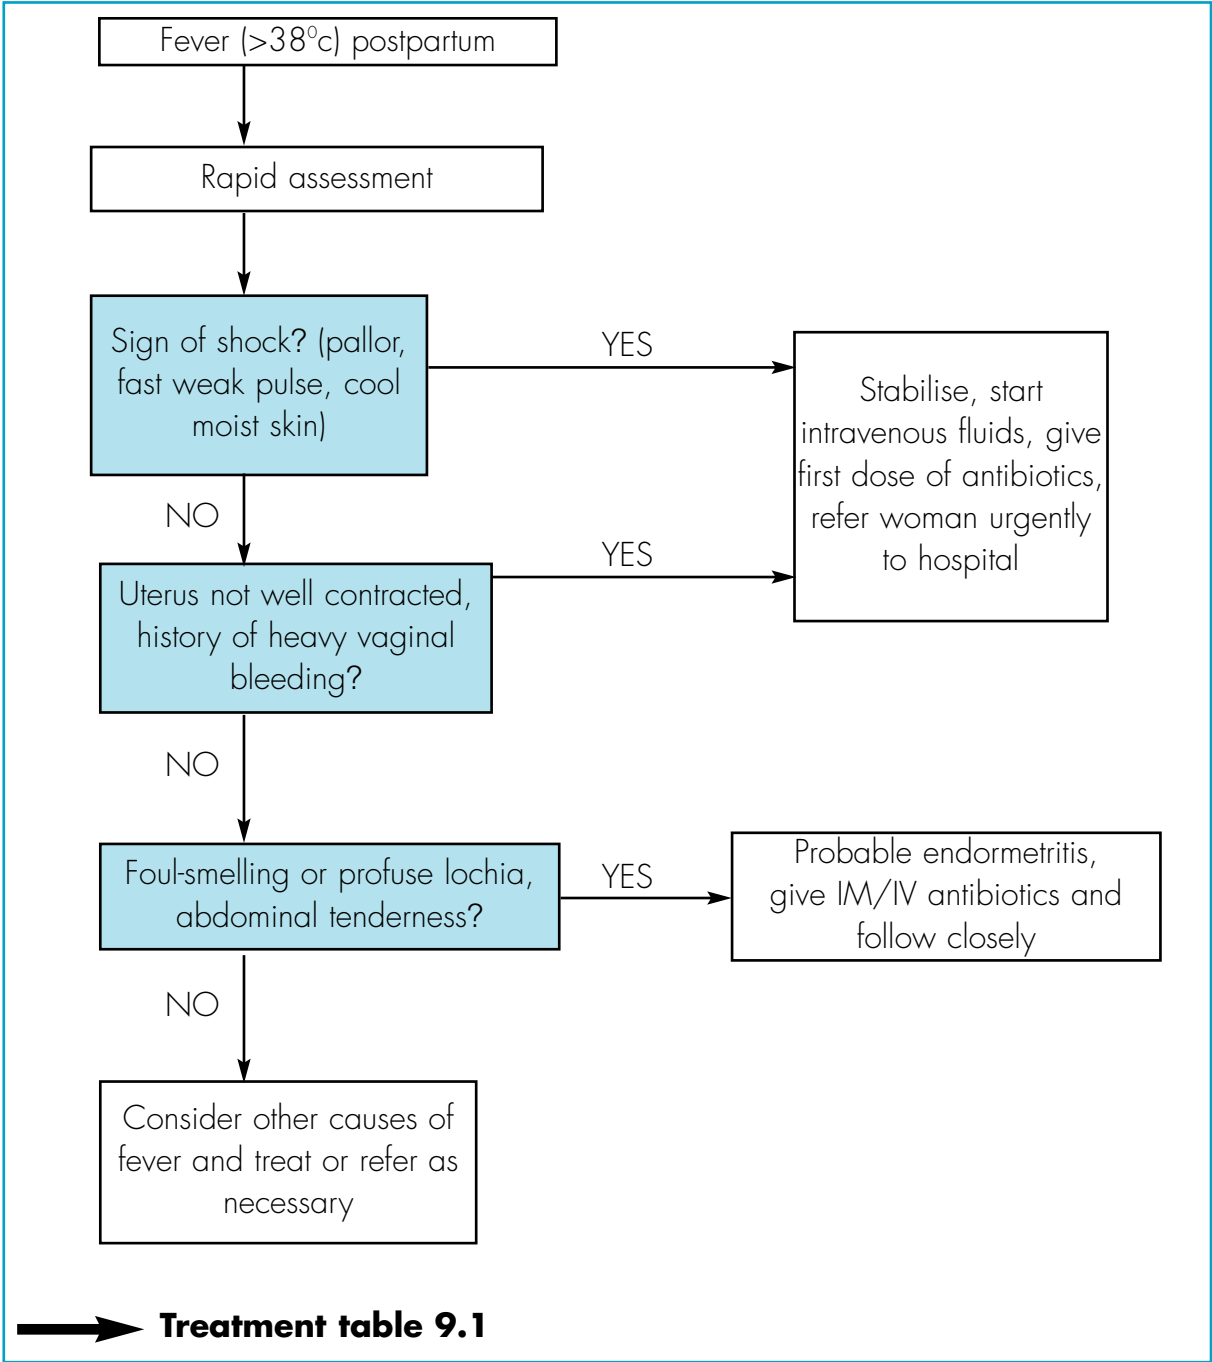 Fever (>38⁰c) postpartum
Rapid assessment
Sign of shock? (pallor,
fast weak pulse, cool
moist skin)
YES
Stabilise, start
intravenous fluids, give
first dose of antibiotics,
refer woman urgently
to hospital
NO
YES
Uterus not well contracted,
history of heavy vaginal
bleeding?
NO
Foul-smelling or profuse lochia,
abdominal tenderness?
YES
Probable endormetritis,
give IM/IV antibiotics and
follow closely
NO
Consider other causes of
fever and treat or refer as
necessary
Treatment table 9.1